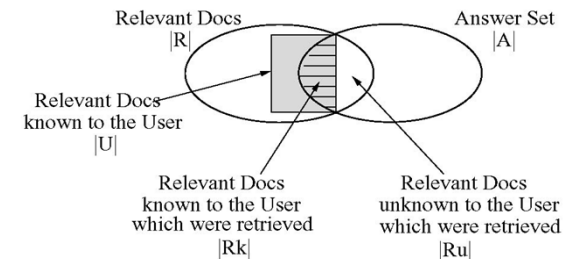 Relevant Docs
|R|
Answer Set
|A|
Relevant Docs
known to the User
|U|
Relevant Docs
known to the User
which were retrieved
|Rk|
Relevant Docs
unknown to the User
which were retrieved
|Ru|